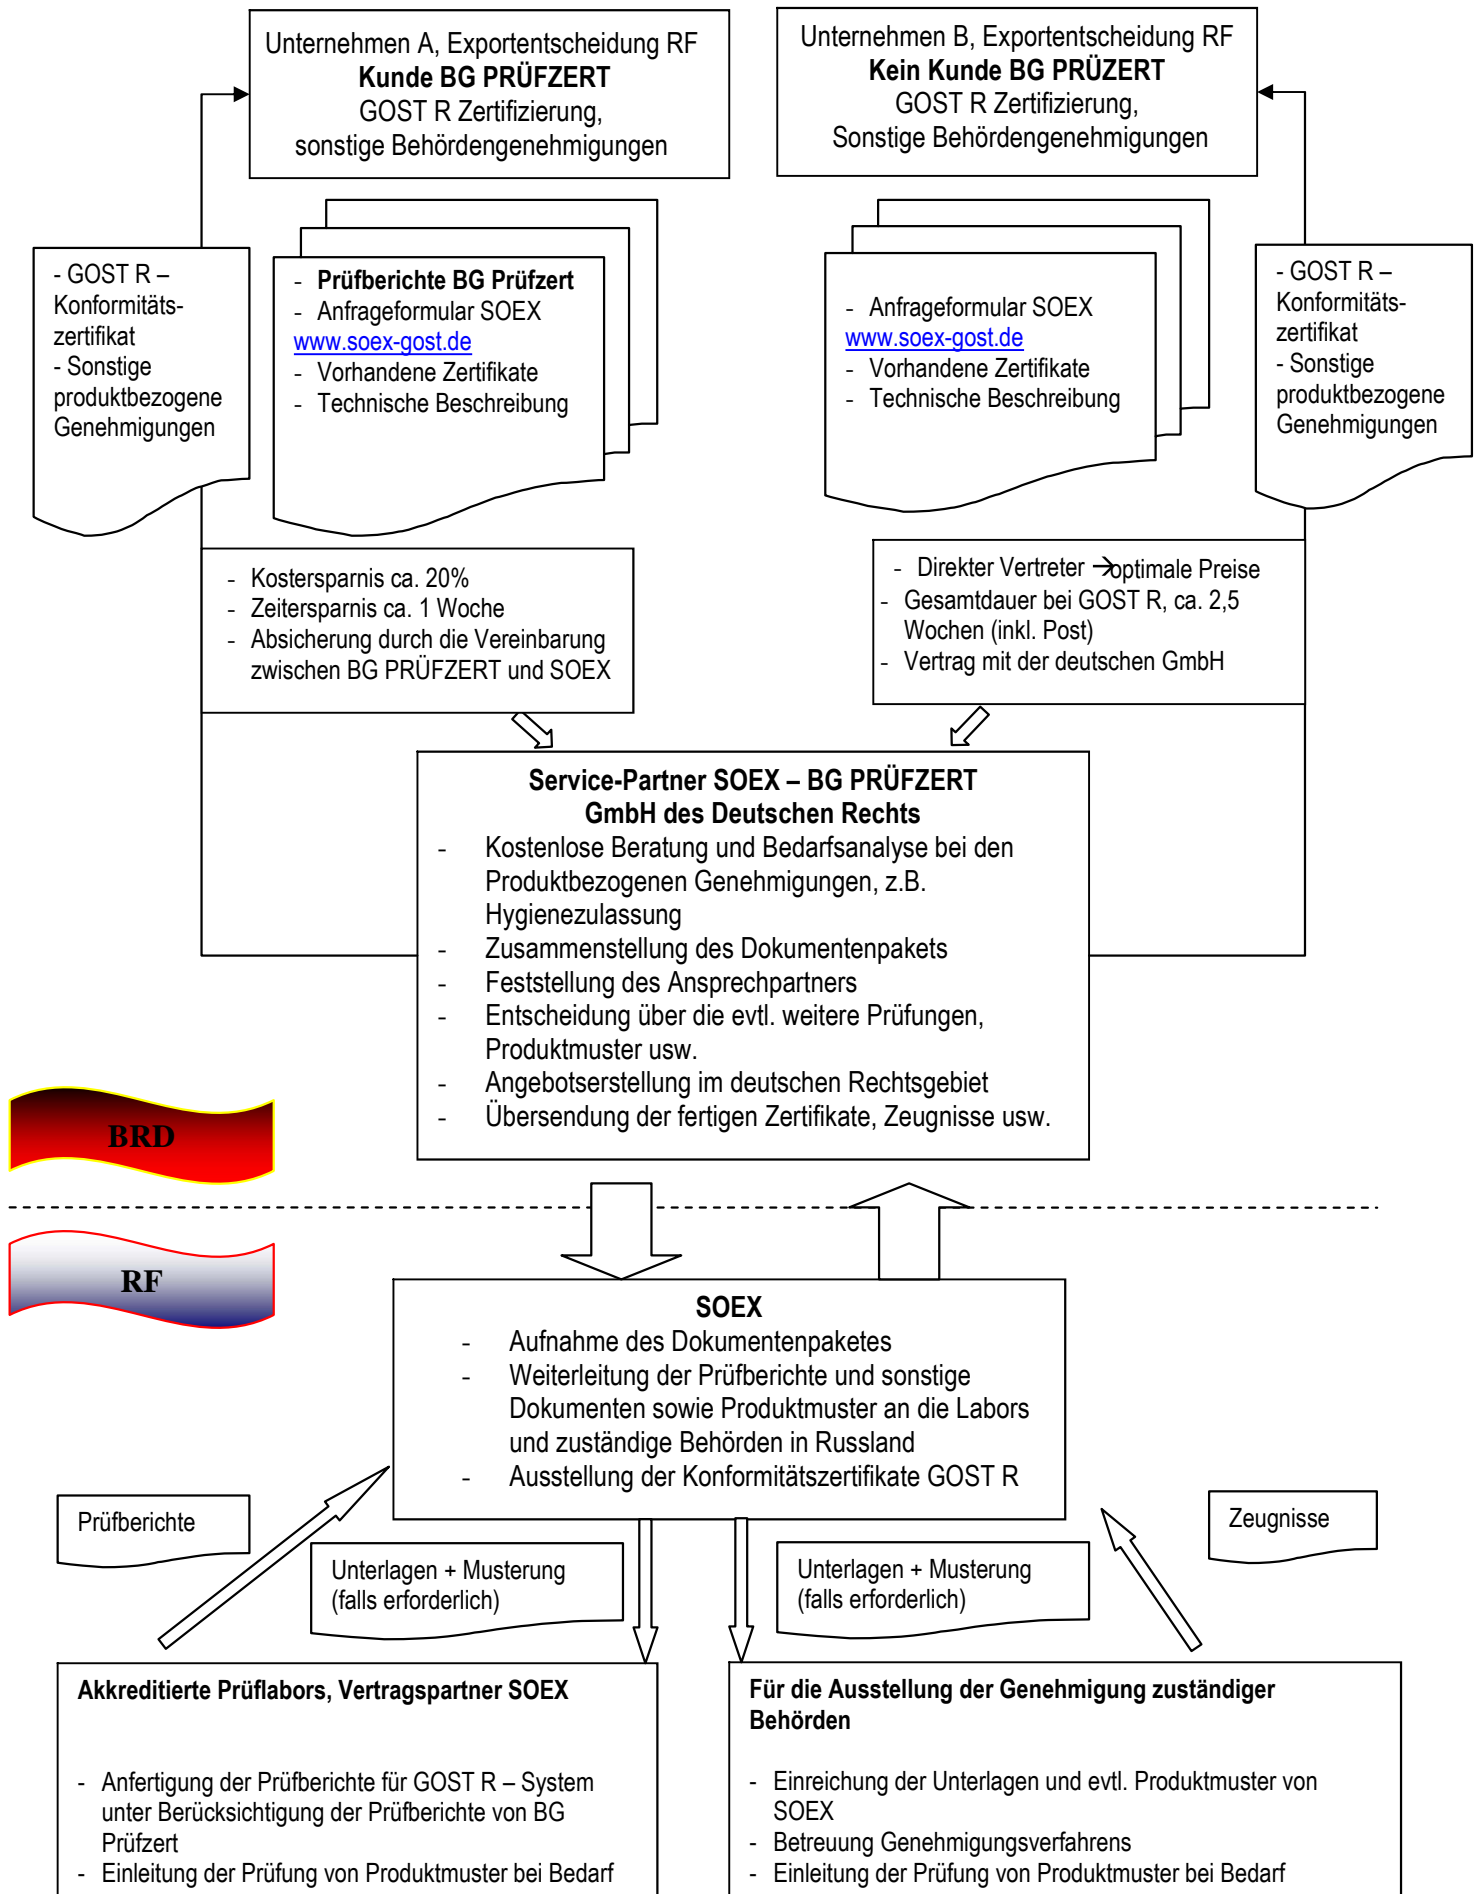 Unternehmen A, Exportentscheidung RF
Kunde BG PRÜFZERT
GOST R Zertifizierung,
sonstige Behördengenehmigungen
Unternehmen B, Exportentscheidung RF
Kein Kunde BG PRÜZERT
GOST R Zertifizierung,
Sonstige Behördengenehmigungen
- GOST R –
Konformitäts-
zertifikat
- Sonstige
produktbezogene
Genehmigungen
- Prüfberichte BG Prüfzert
- Anfrageformular SOEX
www.soex-gost.de
- Vorhandene Zertifikate
- Technische Beschreibung
- Anfrageformular SOEX
www.soex-gost.de
- Vorhandene Zertifikate
- Technische Beschreibung
- GOST R –
Konformitäts-
zertifikat
- Sonstige
produktbezogene
Genehmigungen
- Kostersparnis ca. 20%
- Zeitersparnis ca. 1 Woche
- Absicherung durch die Vereinbarung
zwischen BG PRÜFZERT und SOEX
- Direkter Vertreter →optimale Preise
- Gesamtdauer bei GOST R, ca. 2,5
Wochen (inkl. Post)
- Vertrag mit der deutschen GmbH
Service-Partner SOEX – BG PRÜFZERT
GmbH des Deutschen Rechts
- Kostenlose Beratung und Bedarfsanalyse bei den
Produktbezogenen Genehmigungen, z.B.
Hygienezulassung
- Zusammenstellung des Dokumentenpakets
- Feststellung des Ansprechpartners
- Entscheidung über die evtl. weitere Prüfungen,
Produktmuster usw.
- Angebotserstellung im deutschen Rechtsgebiet
- Übersendung der fertigen Zertifikate, Zeugnisse usw.
BRD
RF
SOEX
- Aufnahme des Dokumentenpaketes
- Weiterleitung der Prüfberichte und sonstige
Dokumenten sowie Produktmuster an die Labors
und zuständige Behörden in Russland
- Ausstellung der Konformitätszertifikate GOST R
Prüfberichte
Unterlagen + Musterung
(falls erforderlich)
Unterlagen + Musterung
(falls erforderlich)
Zeugnisse
Akkreditierte Prüflabors, Vertragspartner SOEX
- Anfertigung der Prüfberichte für GOST R – System
unter Berücksichtigung der Prüfberichte von BG
Prüfzert
- Einleitung der Prüfung von Produktmuster bei Bedarf
Für die Ausstellung der Genehmigung zuständiger
Behörden
- Einreichung der Unterlagen und evtl. Produktmuster von
SOEX
- Betreuung Genehmigungsverfahrens
- Einleitung der Prüfung von Produktmuster bei Bedarf